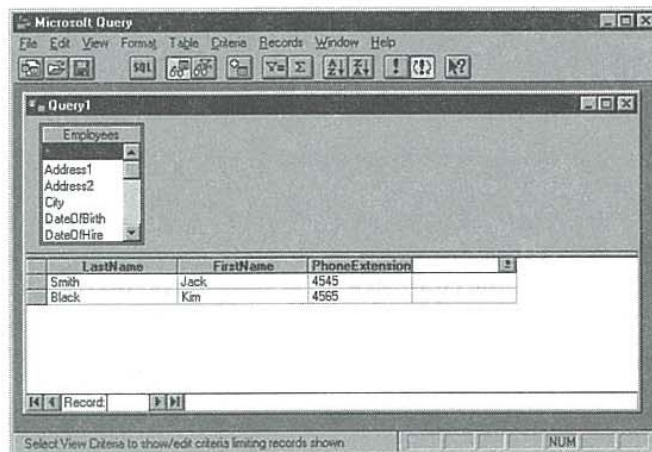 Microsoft Query
File Edit View Format Table Criteria Records Window Help
SQL
Query1
Employees
*
Address1
Address2
City
DateOfBirth
DateOfHire
LastName FirstName PhoneExtension
Smith Jack 4545
Black Kim 4565
Record:
Select View Criteria to show/edit criteria limiting records shown NUM